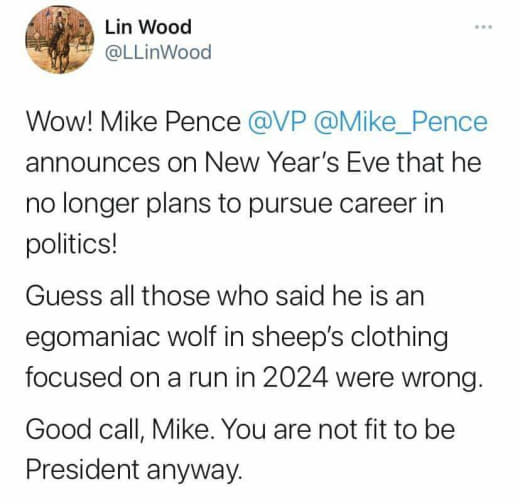 Lin Wood
@LLinWood
Wow! Mike Pence @VP @Mike_Pence
announces on New Year's Eve that he
no longer plans to pursue career in
politics!
Guess all those who said he is an
egomaniac wolf in sheep's clothing
focused on a run in 2024 were wrong.
Good call, Mike. You are not fit to be
President anyway.